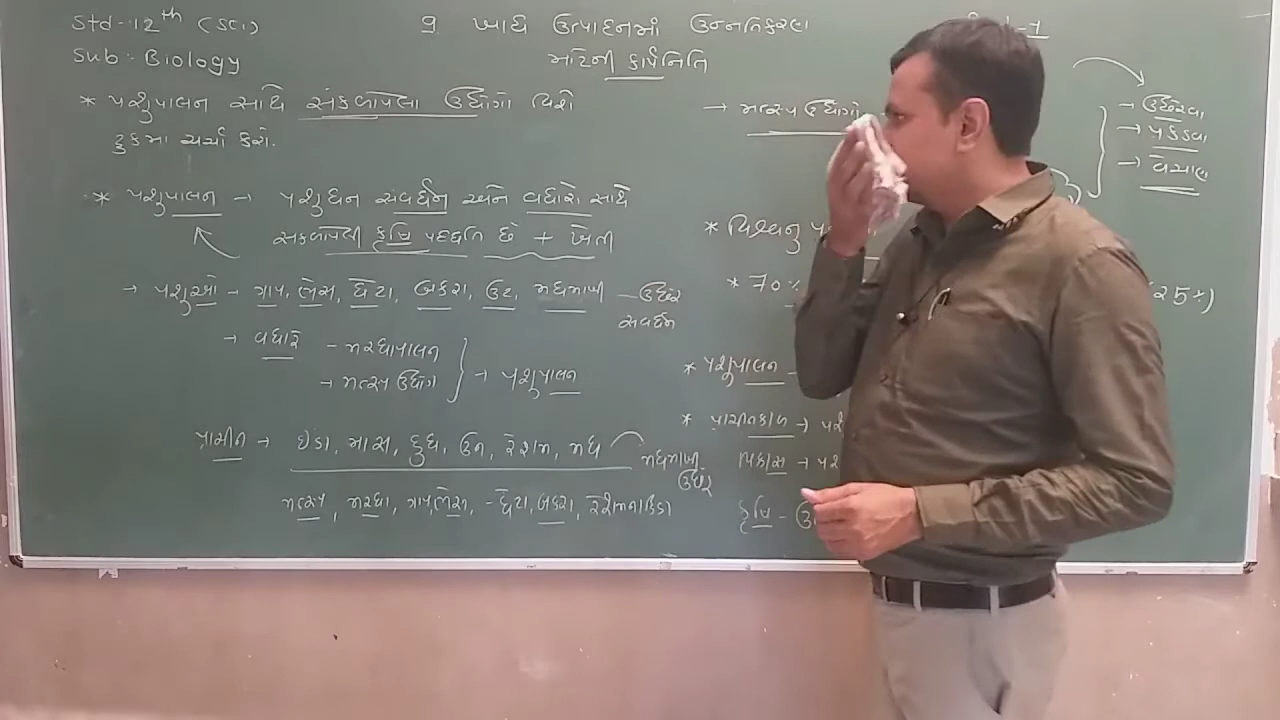 Std-12th (Sci)
Sub:- Biology
9. ખાદ્ય ઉત્પાદનમાં ઉન્નતિકરણ
માટેની કાર્યનિતિ
-1
* પશુપાલન સાથે સંકળાયેલા ઉદ્યોગો વિશે
ટુકમા ચર્ચા કરો.
* પશુપાલન → પશુધન સંવર્ધન અને વધારો સાથે
સંકળાયેલી કૃષિ પદ્ધતિ છે + ખેતી
→ પશુઓ - ગાય, ભેંસ, ઘેટા, બકરા, ઉંટ, મધમાખી - ઉછેર
સંવર્ધન
→ વધારે - મરઘાપાલન
→ મત્સ્ય ઉદ્યોગ } → પશુપાલન
પ્રાચીન → ઈંડા, માસ, દુધ, ઉન, રેશમ, મધ
મધમાખી
ઉછેર
મત્સ્ય, મરઘા, ગાય, ભેંસ, - ઘેટા, બકરા, રેશમનાકિડા
→ મત્સ્ય ઉદ્યોગો
→ ઉછેરવા
→ પકડવા
→ વેચાણ
* વિશ્વનુ
* 70%
(25%)
* પશુપાલન -
* પ્રાચીનકાળ →
વિકાસ →
કૃષિ -